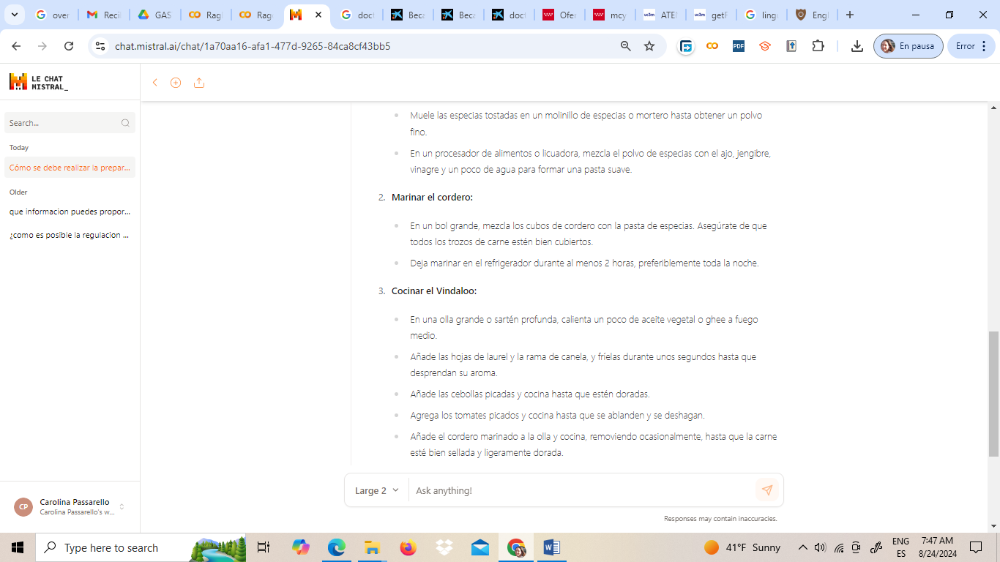 over
Recil
GAS
Rag
Rag
doct
Beca
Beca
doct
Ofer
mcy
ATEI
getF
ling
Engl
chat.mistral.ai/chat/1a70aa16-afa1-477d-9265-84ca8cf43bb5
PDF
En pausa
Error
LE CHAT
MISTRAL_
Search...
Today
Cómo se debe realizar la prepar...
Older
que informacion puedes propor...
¿como es posible la regulacion ...
Muele las especias tostadas en un molinillo de especias o mortero hasta obtener un polvo
fino.
En un procesador de alimentos o licuadora, mezcla el polvo de especias con el ajo, jengibre,
vinagre y un poco de agua para formar una pasta suave.
2. Marinar el cordero:
En un bol grande, mezcla los cubos de cordero con la pasta de especias. Asegúrate de que
todos los trozos de carne estén bien cubiertos.
Deja marinar en el refrigerador durante al menos 2 horas, preferiblemente toda la noche.
3. Cocinar el Vindaloo:
En una olla grande o sartén profunda, calienta un poco de aceite vegetal o ghee a fuego
medio.
Añade las hojas de laurel y la rama de canela, y fríelas durante unos segundos hasta que
desprendan su aroma.
Añade las cebollas picadas y cocina hasta que estén doradas.
Agrega los tomates picados y cocina hasta que se ablanden y se deshagan.
Añade el cordero marinado a la olla y cocina, removiendo ocasionalmente, hasta que la carne
esté bien sellada y ligeramente dorada.
Large 2
Ask anything!
Responses may contain inaccuracies.
CP
Carolina Passarello
Carolina Passarello's w...
Type here to search
41°F Sunny
ENG
ES
7:47 AM
8/24/2024